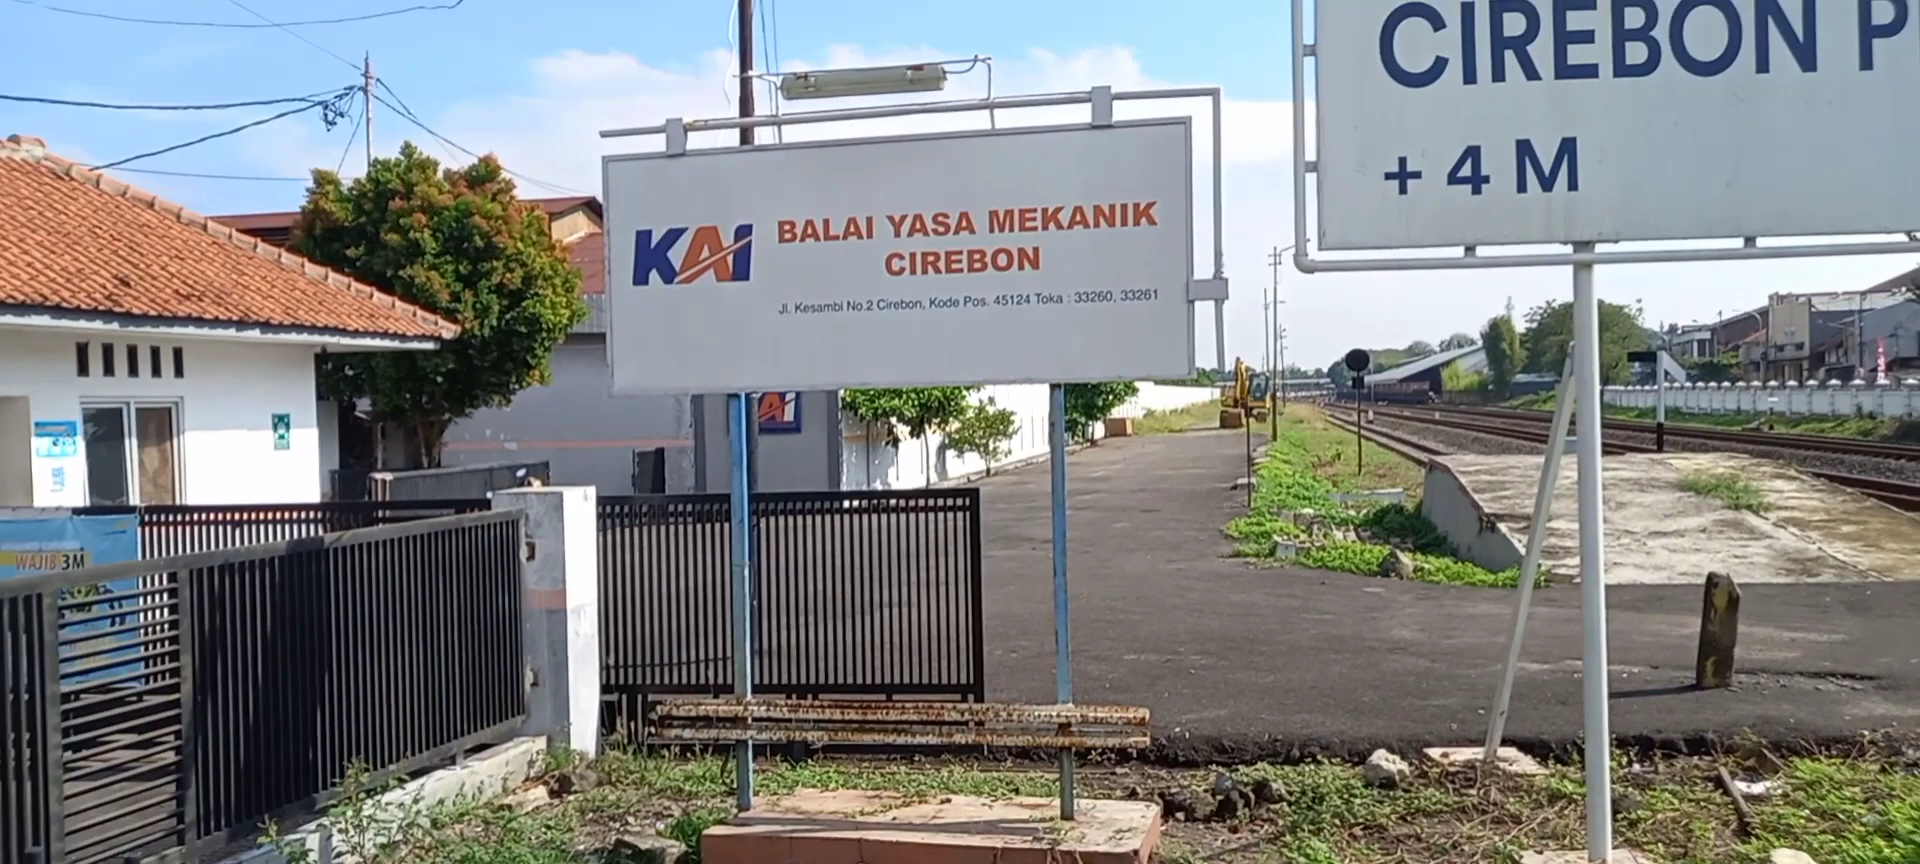 CIREBON P
+ 4 M
KAI
BALAI YASA MEKANIK
CIREBON
Jl. Kesambi No.2 Cirebon, Kode Pos. 45124 Toka : 33260, 33261
KAI
WAJIB 3M